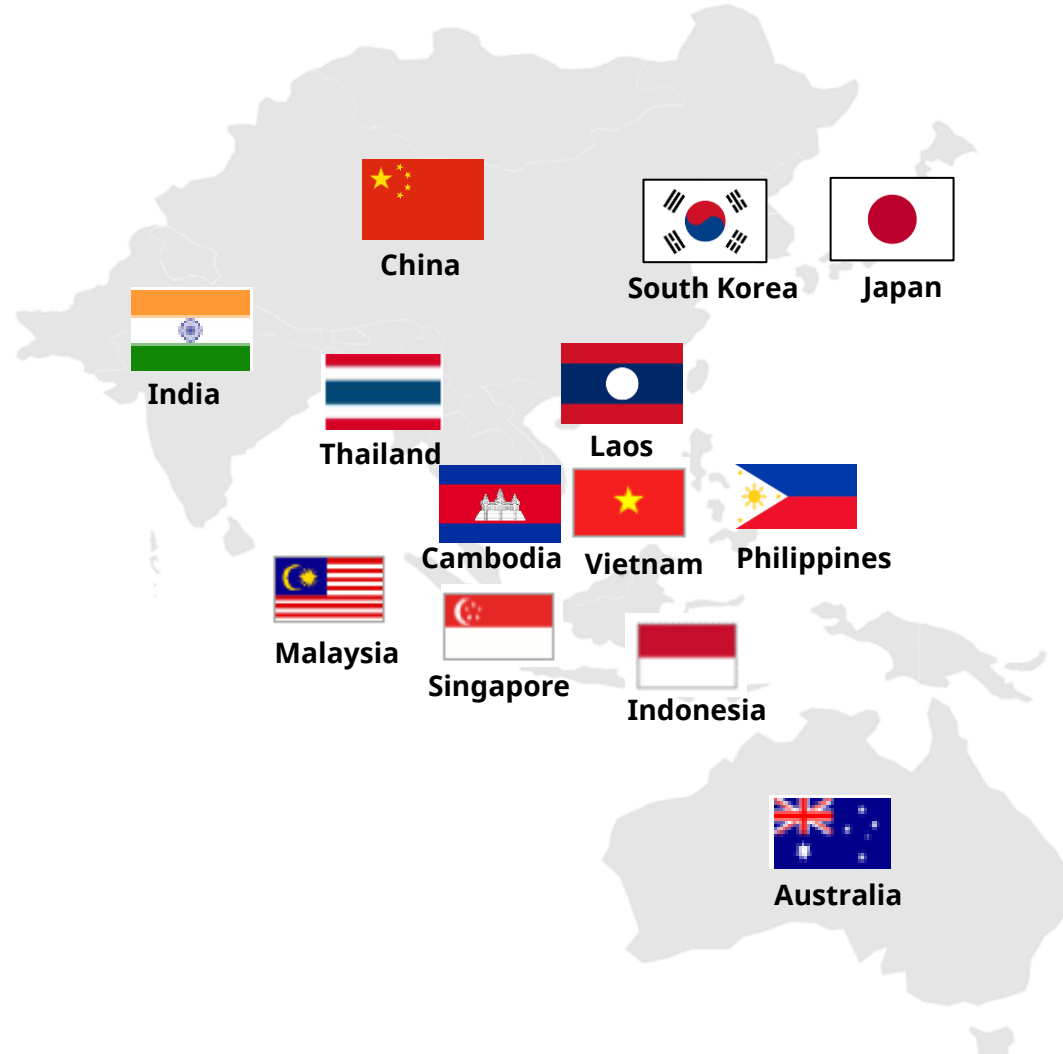 China
South Korea
Japan
India
Thailand
Laos
Cambodia
Vietnam
Philippines
Malaysia
Singapore
Indonesia
Australia